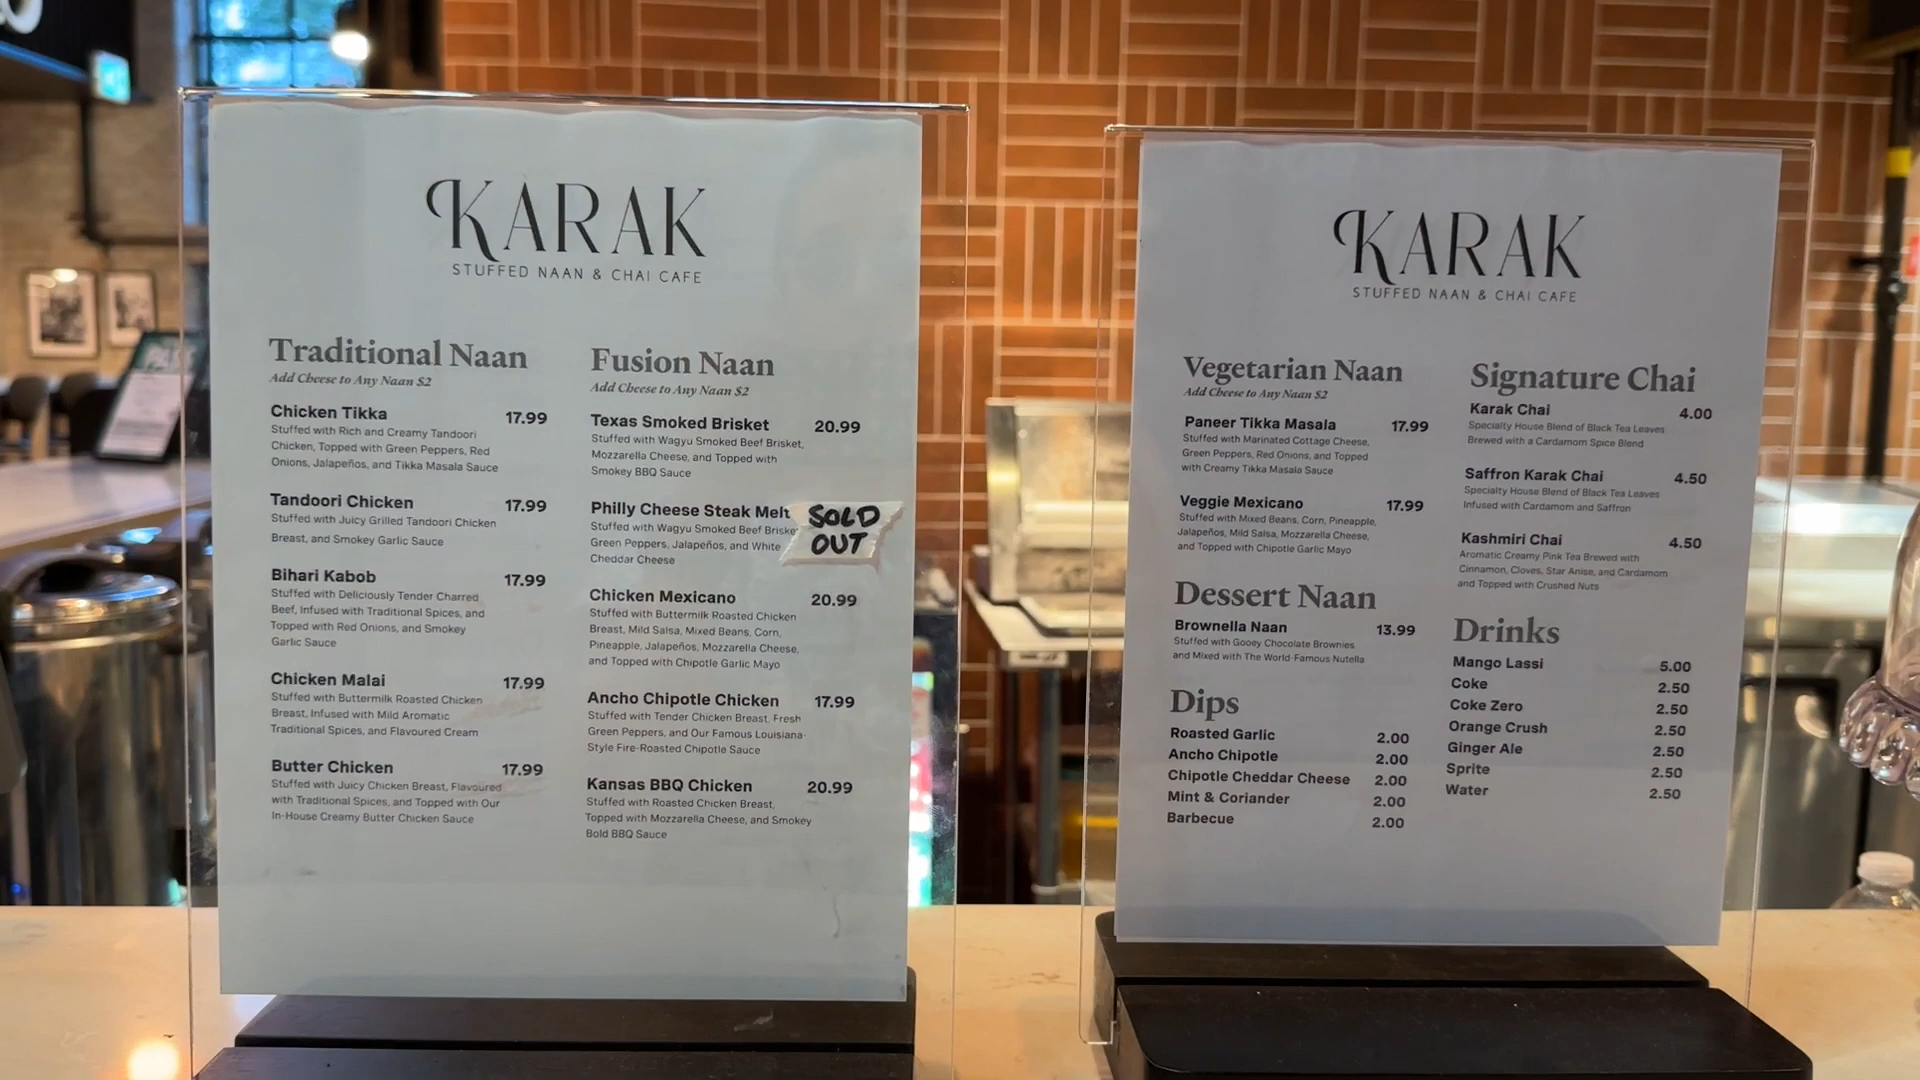 KARAK
STUFFED NAAN & CHAI CAFE
Traditional Naan
Add Cheese to Any Naan $2
Chicken Tikka 17.99
Stuffed with Rich and Creamy Tandoori
Chicken, Topped with Green Peppers, Red
Onions, Jalapeños, and Tikka Masala Sauce
Tandoori Chicken 17.99
Stuffed with Juicy Grilled Tandoori Chicken
Breast, and Smokey Garlic Sauce
Bihari Kabob 17.99
Stuffed with Deliciously Tender Charred
Beef, Infused with Traditional Spices, and
Topped with Red Onions, and Smokey
Garlic Sauce
Chicken Malai 17.99
Stuffed with Buttermilk Roasted Chicken
Breast, Infused with Mild Aromatic
Traditional Spices, and Flavoured Cream
Butter Chicken 17.99
Stuffed with Juicy Chicken Breast, Flavoured
with Traditional Spices, and Topped with Our
In-House Creamy Butter Chicken Sauce
Fusion Naan
Add Cheese to Any Naan $2
Texas Smoked Brisket 20.99
Stuffed with Wagyu Smoked Beef Brisket,
Mozzarella Cheese, and Topped with
Smokey BBQ Sauce
Philly Cheese Steak Melt
SOLD
OUT
Stuffed with Wagyu Smoked Beef Briske
Green Peppers, Jalapeños, and White
Cheddar Cheese
Chicken Mexicano 20.99
Stuffed with Buttermilk Roasted Chicken
Breast, Mild Salsa, Mixed Beans, Corn,
Pineapple, Jalapeños, Mozzarella Cheese,
and Topped with Chipotle Garlic Mayo
Ancho Chipotle Chicken 17.99
Stuffed with Tender Chicken Breast, Fresh
Green Peppers, and Our Famous Louisiana-
Style Fire-Roasted Chipotle Sauce
Kansas BBQ Chicken 20.99
Stuffed with Roasted Chicken Breast,
Topped with Mozzarella Cheese, and Smokey
Bold BBQ Sauce
KARAK
STUFFED NAAN & CHAI CAFE
Vegetarian Naan
Add Cheese to Any Naan $2
Paneer Tikka Masala 17.99
Stuffed with Marinated Cottage Cheese,
Green Peppers, Red Onions, and Topped
with Creamy Tikka Masala Sauce
Veggie Mexicano 17.99
Stuffed with Mixed Beans, Corn, Pineapple,
Jalapeños, Mild Salsa, Mozzarella Cheese,
and Topped with Chipotle Garlic Mayo
Dessert Naan
Brownella Naan 13.99
Stuffed with Gooey Chocolate Brownies
and Mixed with The World-Famous Nutella
Dips
Roasted Garlic 2.00
Ancho Chipotle 2.00
Chipotle Cheddar Cheese 2.00
Mint & Coriander 2.00
Barbecue 2.00
Signature Chai
Karak Chai 4.00
Specialty House Blend of Black Tea Leaves
Brewed with a Cardamom Spice Blend
Saffron Karak Chai 4.50
Specialty House Blend of Black Tea Leaves
Infused with Cardamom and Saffron
Kashmiri Chai 4.50
Aromatic Creamy Pink Tea Brewed with
Cinnamon, Cloves, Star Anise, and Cardamom
and Topped with Crushed Nuts
Drinks
Mango Lassi 5.00
Coke 2.50
Coke Zero 2.50
Orange Crush 2.50
Ginger Ale 2.50
Sprite 2.50
Water 2.50